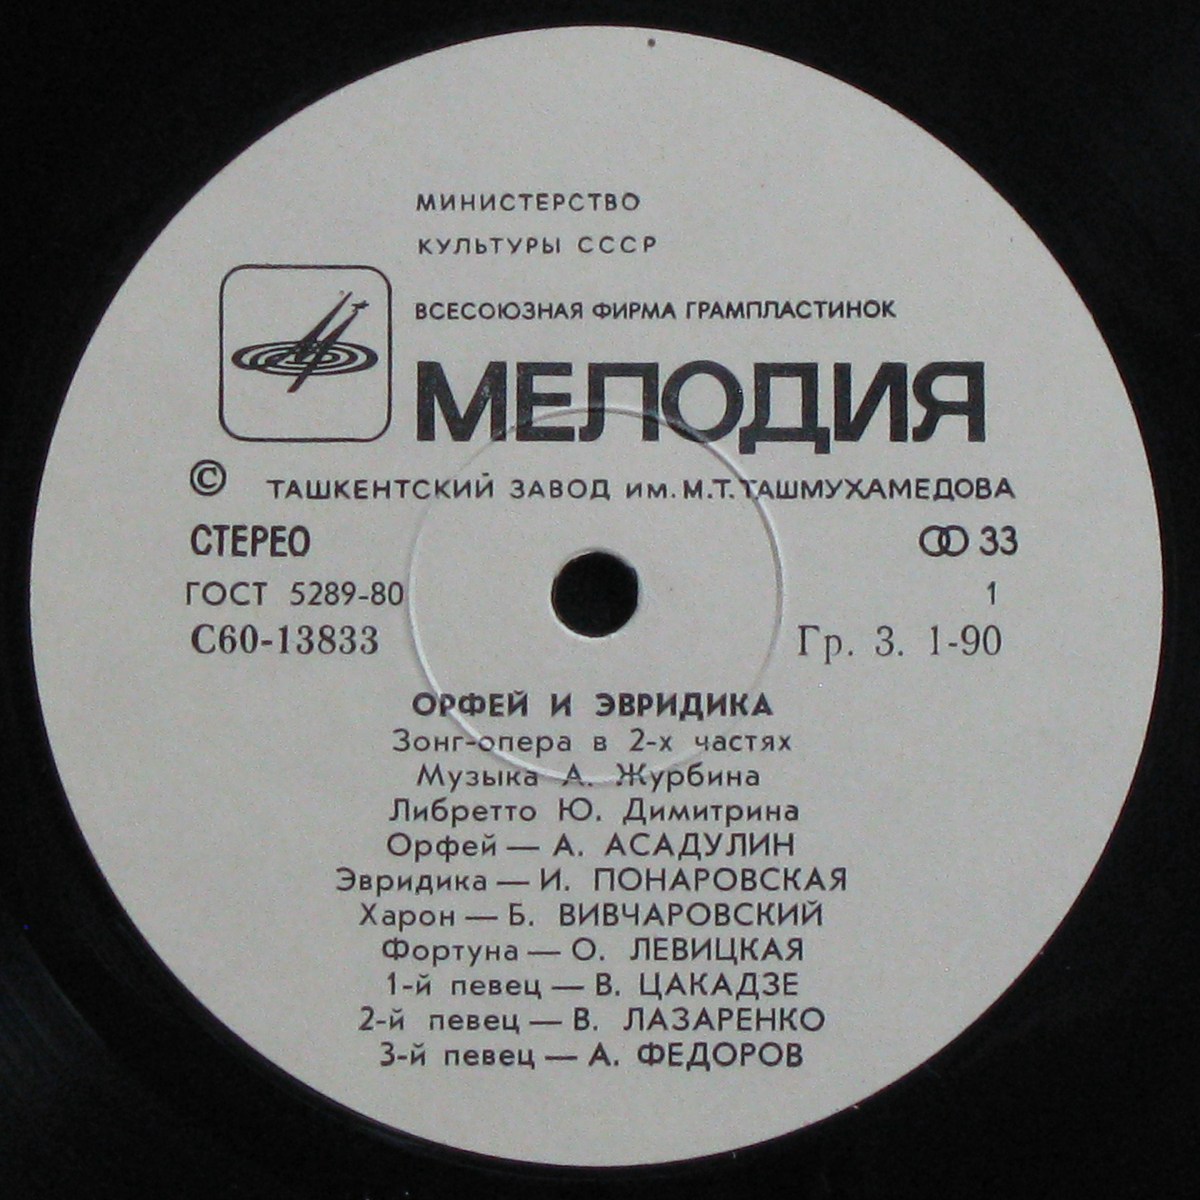 МИНИСТЕРСТВО
КУЛЬТУРЫ СССР
ВСЕСОЮЗНАЯ ФИРМА ГРАМПЛАСТИНОК
МЕЛОДИЯ
© ТАШКЕНТСКИЙ ЗАВОД им. М.Т. ТАШМУХАМЕДОВА
СТЕРЕО 33
ГОСТ 5289-80 1
С60-13833 Гр. 3. 1-90
ОРФЕЙ И ЭВРИДИКА
Зонг-опера в 2-х частях
Музыка А. Журбина
Либретто Ю. Димитрина
Орфей — А. АСАДУЛИН
Эвридика — И. ПОНАРОВСКАЯ
Харон — Б. ВИВЧАРОВСКИЙ
Фортуна — О. ЛЕВИЦКАЯ
1-й певец — В. ЦАКАДЗЕ
2-й певец — В. ЛАЗАРЕНКО
3-й певец — А. ФЕДОРОВ